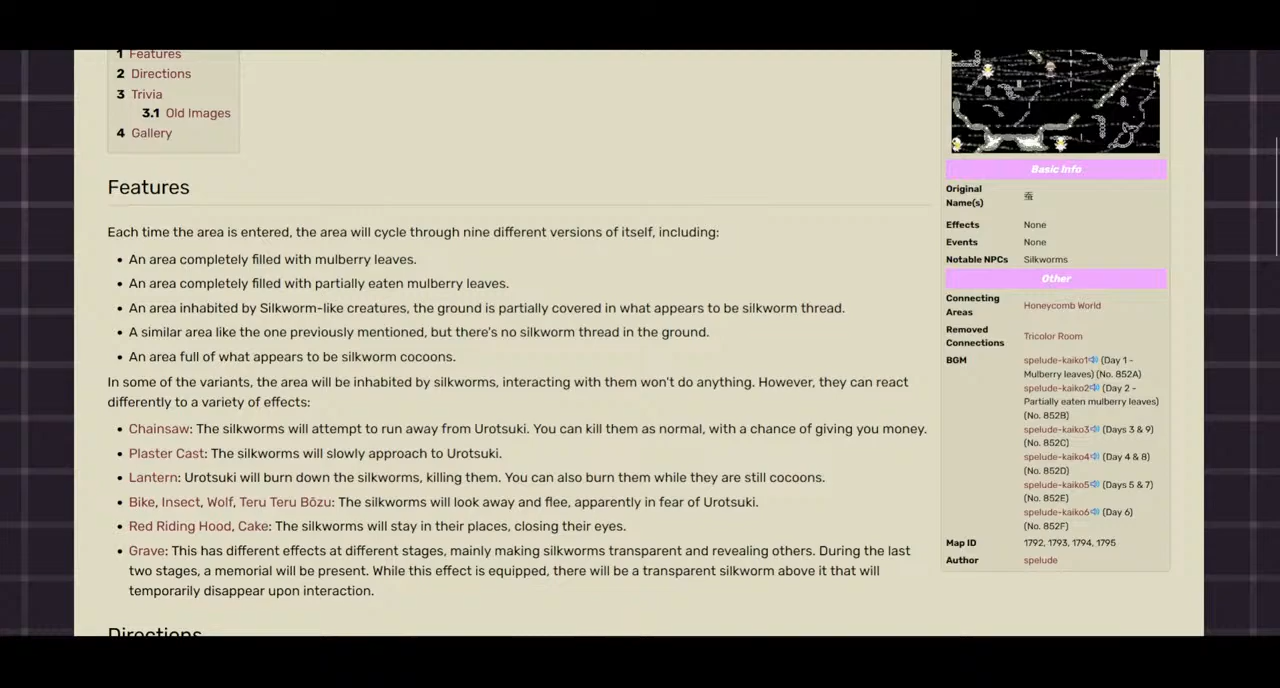 1 Features
2 Directions
3 Trivia
3.1 Old Images
4 Gallery
Features
Each time the area is entered, the area will cycle through nine different versions of itself, including:
An area completely filled with mulberry leaves.
An area completely filled with partially eaten mulberry leaves.
An area inhabited by Silkworm-like creatures, the ground is partially covered in what appears to be silkworm thread.
A similar area like the one previously mentioned, but there's no silkworm thread in the ground.
An area full of what appears to be silkworm cocoons.
In some of the variants, the area will be inhabited by silkworms, interacting with them won't do anything. However, they can react
differently to a variety of effects:
Chainsaw: The silkworms will attempt to run away from Urotsuki. You can kill them as normal, with a chance of giving you money.
Plaster Cast: The silkworms will slowly approach to Urotsuki.
Lantern: Urotsuki will burn down the silkworms, killing them. You can also burn them while they are still cocoons.
Bike, Insect, Wolf, Teru Teru Bōzu: The silkworms will look away and flee, apparently in fear of Urotsuki.
Red Riding Hood, Cake: The silkworms will stay in their places, closing their eyes.
Grave: This has different effects at different stages, mainly making silkworms transparent and revealing others. During the last
two stages, a memorial will be present. While this effect is equipped, there will be a transparent silkworm above it that will
temporarily disappear upon interaction.
Directions
Basic Info
Original
Name(s)
蚕
Effects None
Events None
Notable NPCs Silkworms
Other
Connecting
Areas
Honeycomb World
Removed
Connections
Tricolor Room
BGM spelude-kaiko1 (Day 1 -
Mulberry leaves) (No. 852A)
spelude-kaiko2 (Day 2 -
Partially eaten mulberry leaves)
(No. 852B)
spelude-kaiko3 (Days 3 & 9)
(No. 852C)
spelude-kaiko4 (Day 4 & 8)
(No. 852D)
spelude-kaiko5 (Days 5 & 7)
(No. 852E)
spelude-kaiko6 (Day 6)
(No. 852F)
Map ID 1792, 1793, 1794, 1795
Author spelude